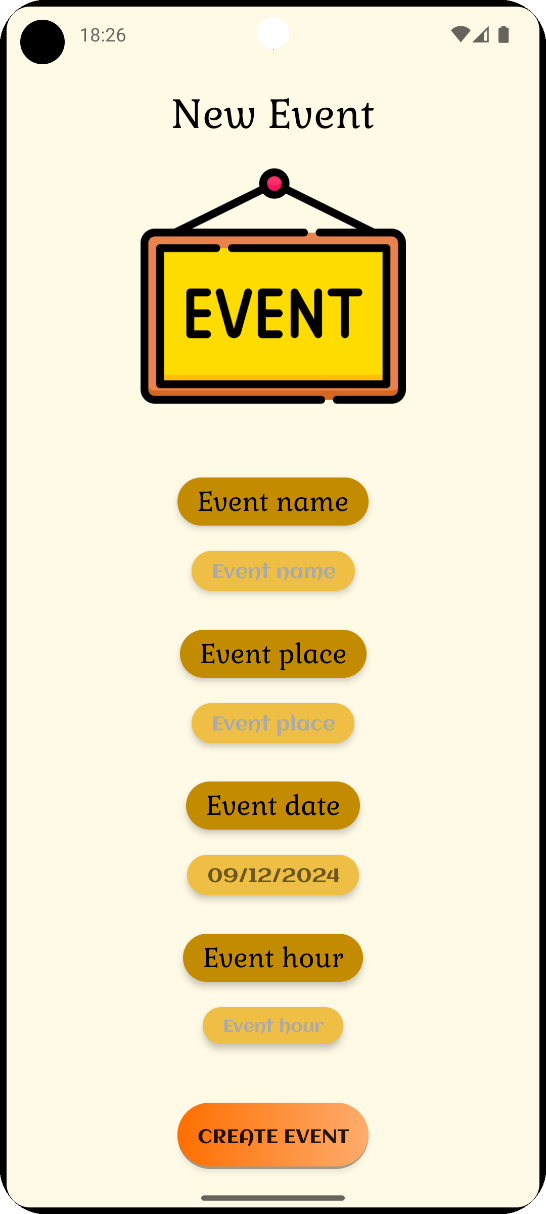 18:26
New Event
EVENT
Event name
Event name
Event place
Event place
Event date
09/12/2024
Event hour
Event hour
CREATE EVENT